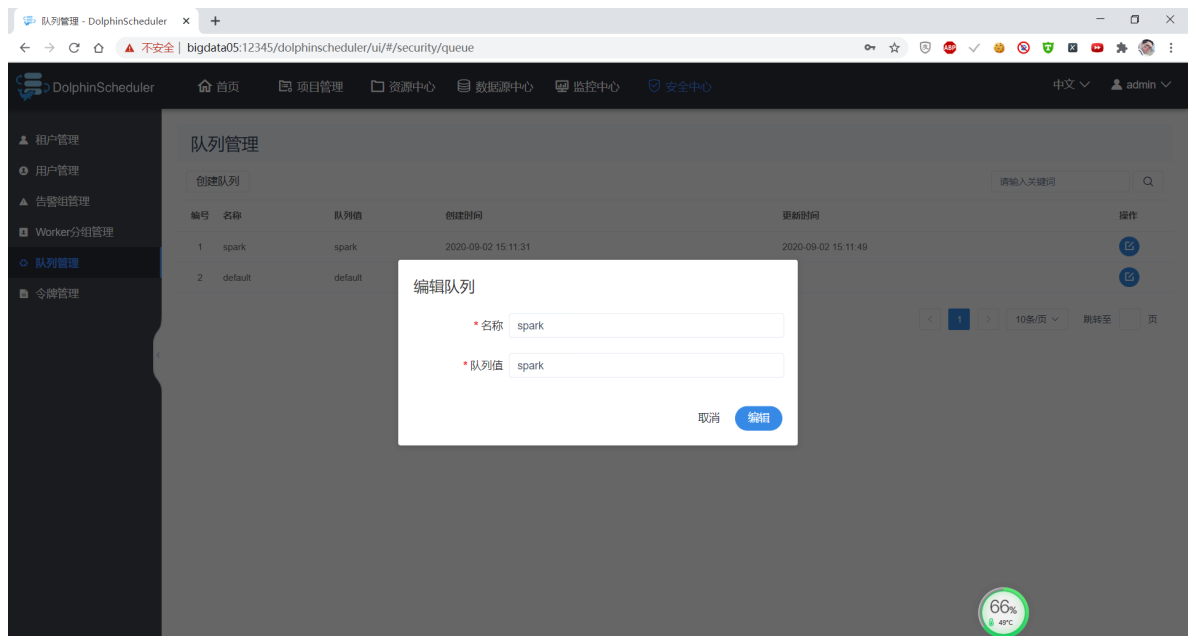 队列管理 - DolphinScheduler
不安全 | bigdata05:12345/dolphinscheduler/ui/#/security/queue
ABP
DolphinScheduler
首页
项目管理
资源中心
数据源中心
监控中心
安全中心
中文
admin
租户管理
用户管理
告警组管理
Worker分组管理
队列管理
令牌管理
队列管理
创建队列
请输入关键词
编号 名称 队列值 创建时间 更新时间 操作
1 spark spark 2020-09-02 15:11:31 2020-09-02 15:11:49
2 default default
1 10条/页 跳转至 页
编辑队列
* 名称 spark
* 队列值 spark
取消 编辑
66%
49°C